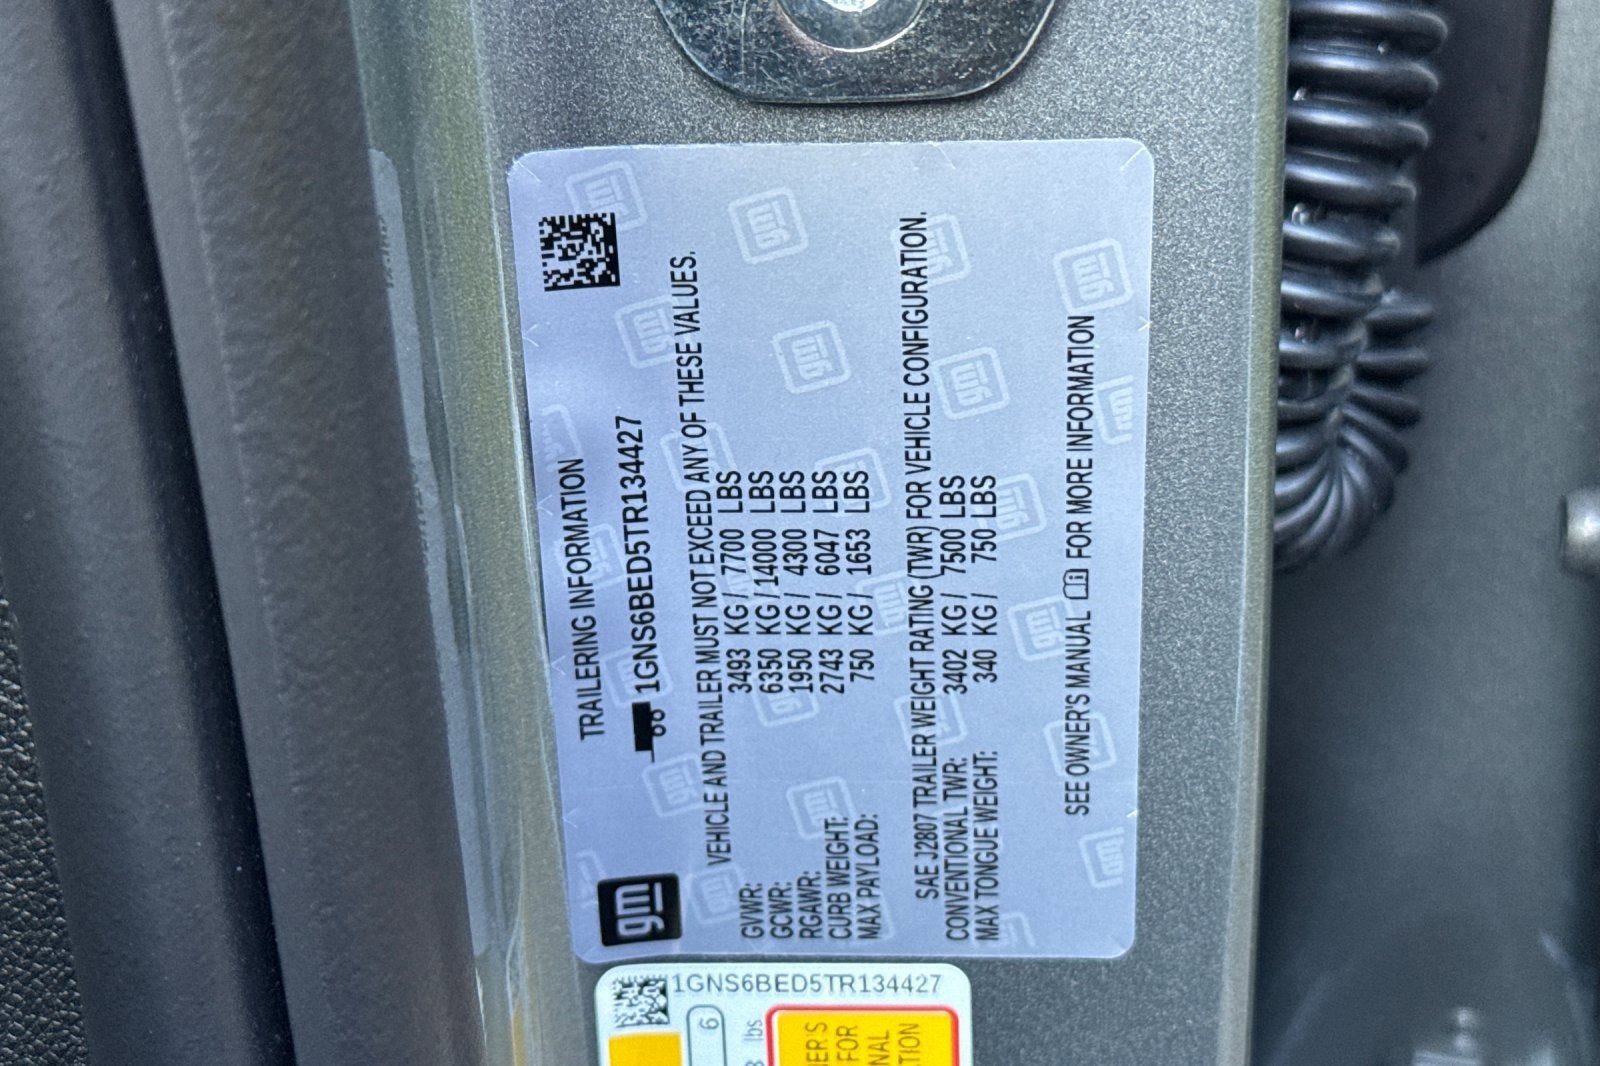 TRAILERING INFORMATION
1GNS6BED5TR134427
gm
VEHICLE AND TRAILER MUST NOT EXCEED ANY OF THESE VALUES.
GVWR: 3493 KG / 7700 LBS
GCWR: 6350 KG / 14000 LBS
RGAWR: 1950 KG / 4300 LBS
CURB WEIGHT: 2743 KG / 6047 LBS
MAX PAYLOAD: 750 KG / 1653 LBS
SAE J2807 TRAILER WEIGHT RATING (TWR) FOR VEHICLE CONFIGURATION.
CONVENTIONAL TWR: 3402 KG / 7500 LBS
MAX TONGUE WEIGHT: 340 KG / 750 LBS
SEE OWNER'S MANUAL FOR MORE INFORMATION
1GNS6BED5TR134427
6
lbs
FOR